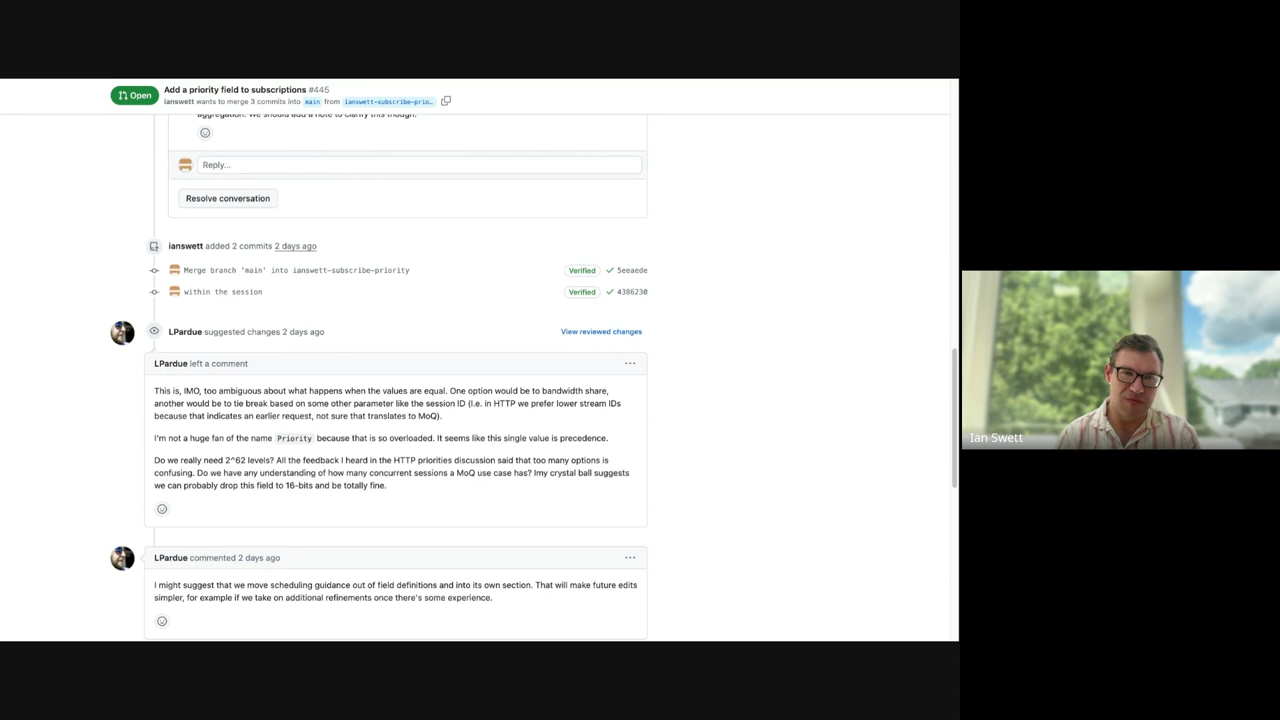 Open
Add a priority field to subscriptions #445
ianswett wants to merge 3 commits into main from ianswett-subscribe-prio…
aggregation. We should add a note to clarify this though.
Reply...
Resolve conversation
ianswett added 2 commits 2 days ago
Merge branch 'main' into ianswett-subscribe-priority Verified 5eeaede
within the session Verified 4386230
LPardue suggested changes 2 days ago View reviewed changes
LPardue left a comment
This is, IMO, too ambiguous about what happens when the values are equal. One option would be to bandwidth share,
another would be to tie break based on some other parameter like the session ID (I.e. in HTTP we prefer lower stream IDs
because that indicates an earlier request, not sure that translates to MoQ).
I'm not a huge fan of the name Priority because that is so overloaded. It seems like this single value is precedence.
Do we really need 2^62 levels? All the feedback I heard in the HTTP priorities discussion said that too many options is
confusing. Do we have any understanding of how many concurrent sessions a MoQ use case has? Imy crystal ball suggests
we can probably drop this field to 16-bits and be totally fine.
LPardue commented 2 days ago
I might suggest that we move scheduling guidance out of field definitions and into its own section. That will make future edits
simpler, for example if we take on additional refinements once there's some experience.
Ian Swett